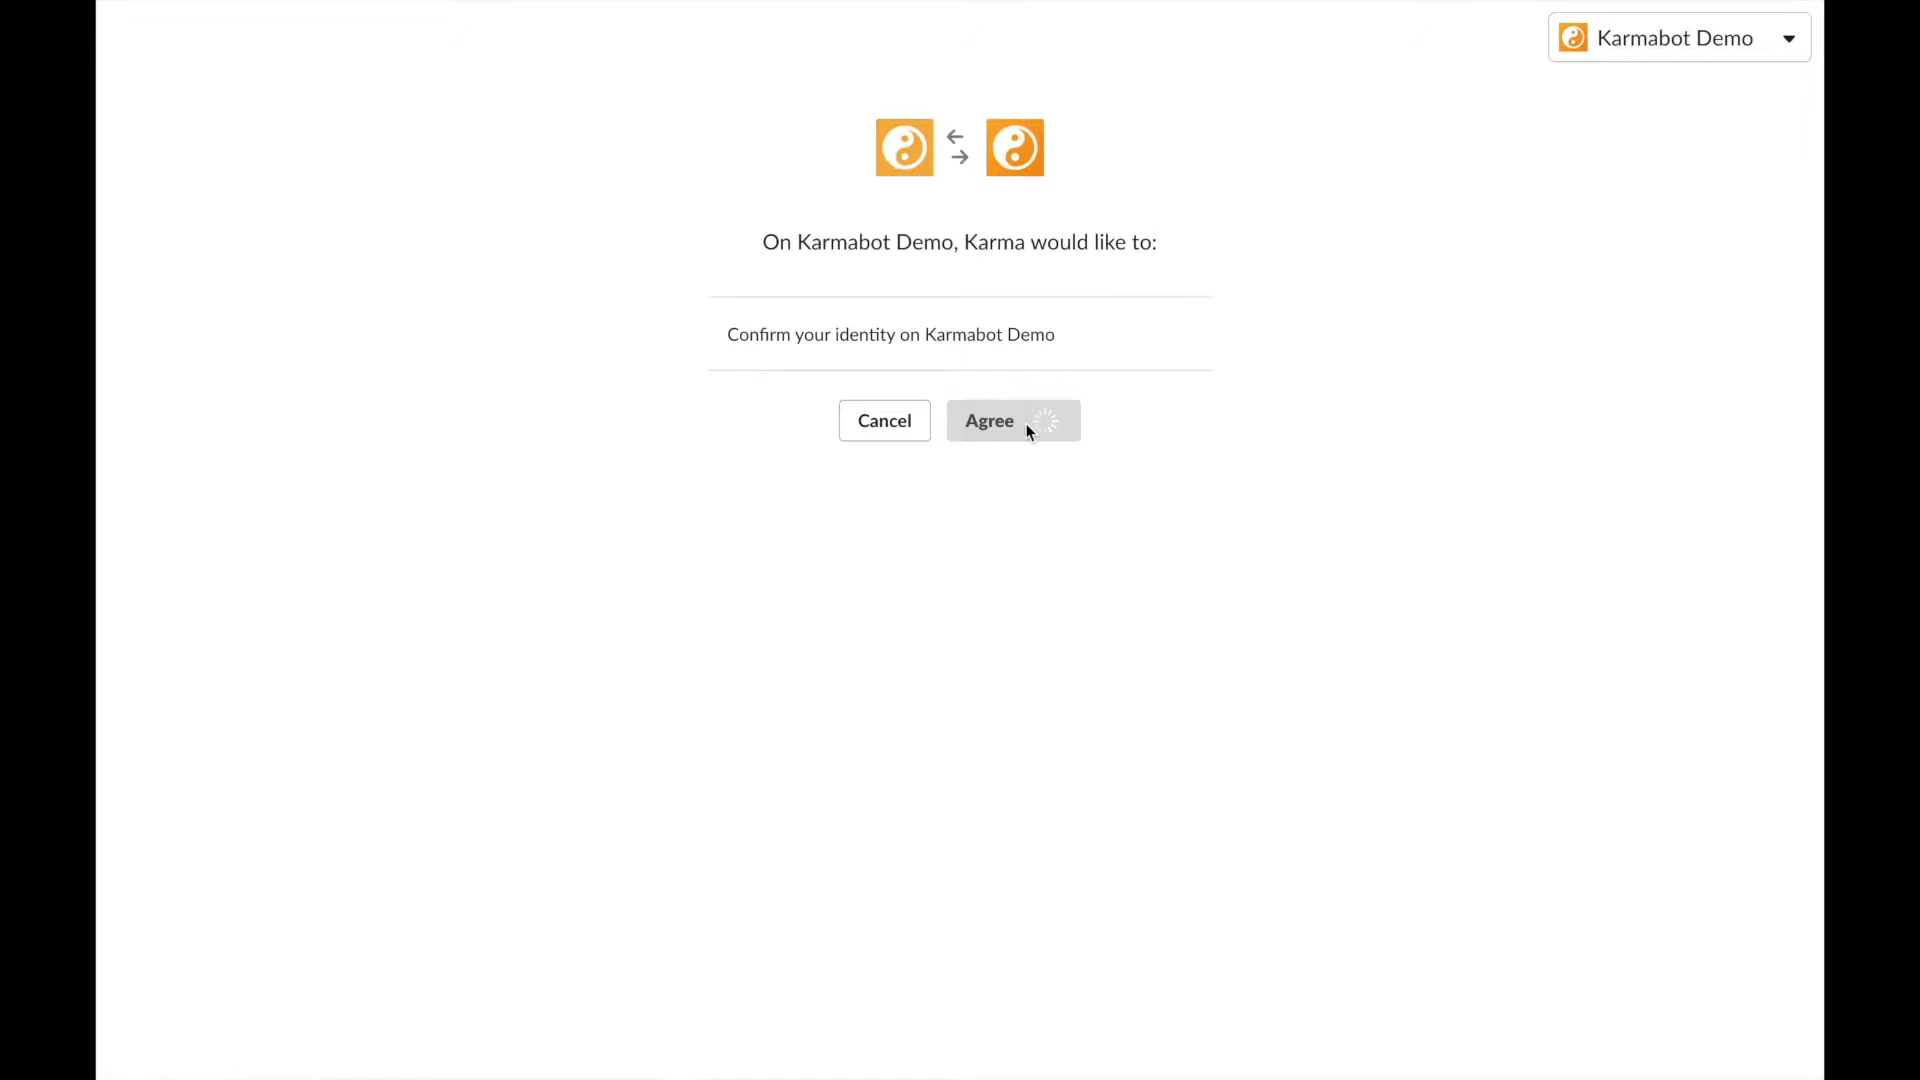 Karmabot Demo
On Karmabot Demo, Karma would like to:
Confirm your identity on Karmabot Demo
Cancel Agree